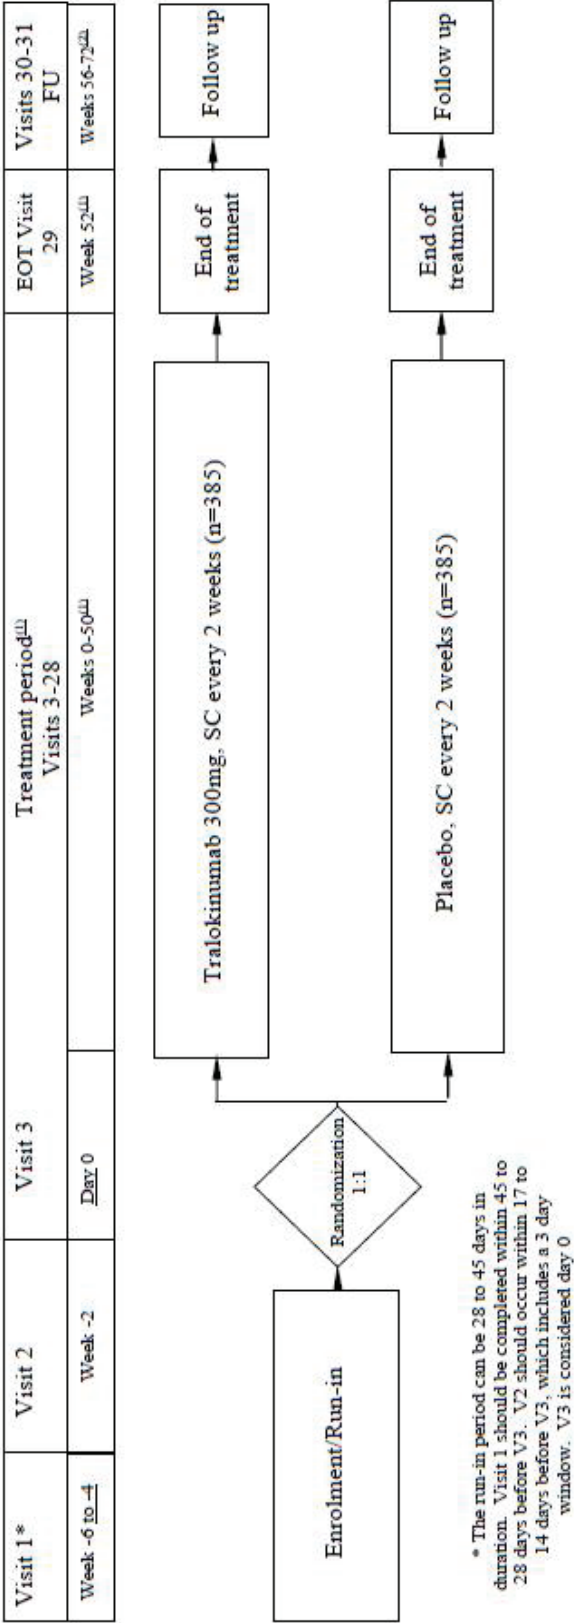 Visit 1*
Visit 2
Visit 3
Treatment period(1)
Visits 3-28
EOT Visit
29
Visits 30-31
FU
Week -6 to -4
Week -2
Day 0
Weeks 0-50(1)
Week 52(1)
Weeks 56-72(2)
Enrolment/Run-in
Randomization
1:1
Tralokinumab 300mg, SC every 2 weeks (n=385)
End of
treatment
Follow up
Placebo, SC every 2 weeks (n=385)
End of
treatment
Follow up
* The run-in period can be 28 to 45 days in
duration. Visit 1 should be completed within 45 to
28 days before V3. V2 should occur within 17 to
14 days before V3, which includes a 3 day
window. V3 is considered day 0